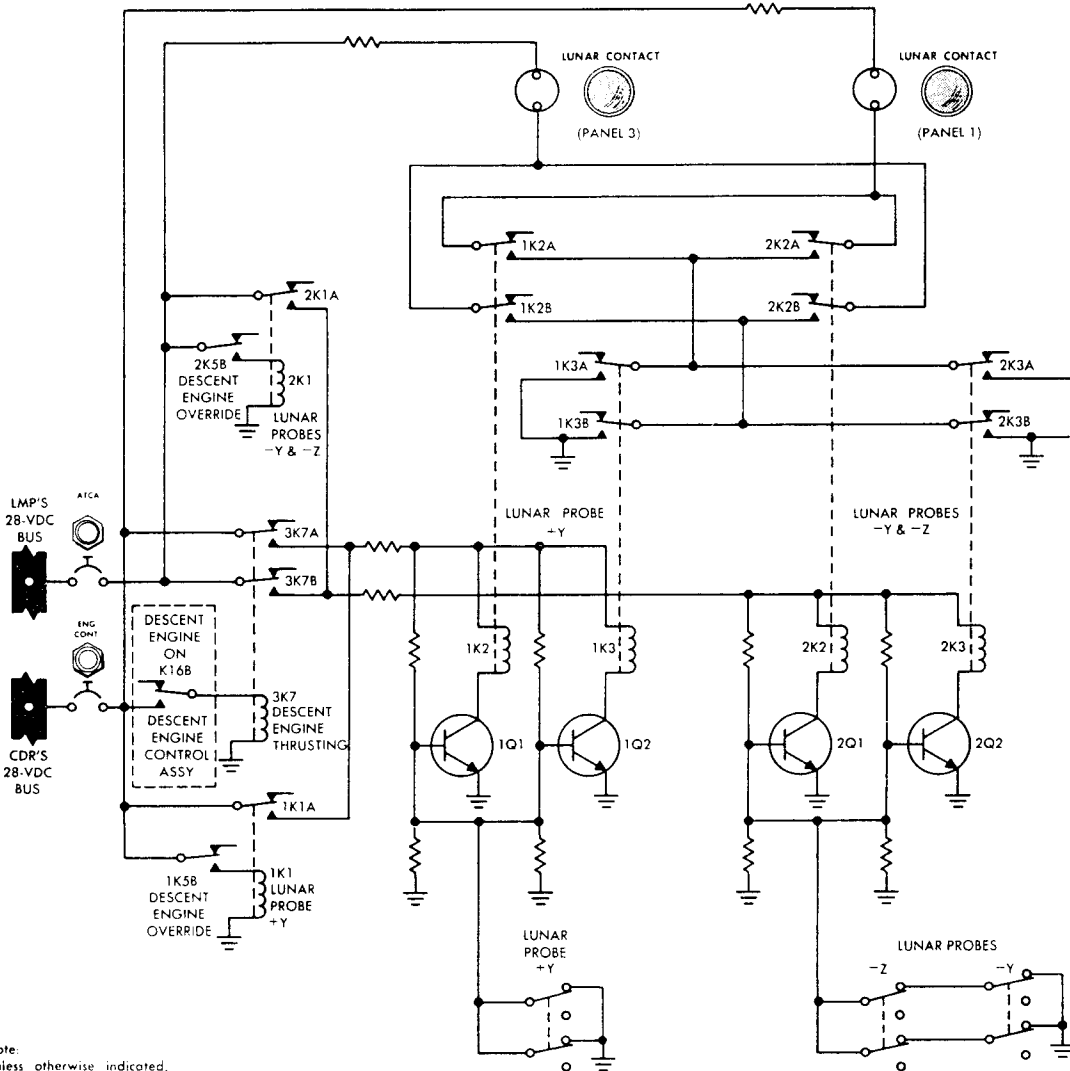 LUNAR CONTACT
(PANEL 3)
LUNAR CONTACT
(PANEL 1)
1K2A
2K2A
1K2B
2K2B
2K1A
2K5B
DESCENT
ENGINE
OVERRIDE
2K1
LUNAR
PROBES
−Y & −Z
1K3A
2K3A
1K3B
2K3B
LMP'S
28-VDC
BUS
ATCA
3K7A
3K7B
LUNAR PROBE
+Y
LUNAR PROBES
−Y & −Z
ENG
CONT
CDR'S
28-VDC
BUS
DESCENT
ENGINE
ON
K16B
DESCENT
ENGINE
CONTROL
ASSY
3K7
DESCENT
ENGINE
THRUSTING
1K2
1K3
2K2
2K3
1Q1
1Q2
2Q1
2Q2
1K1A
1K5B
DESCENT
ENGINE
OVERRIDE
1K1
LUNAR
PROBE
+Y
LUNAR
PROBE
+Y
LUNAR PROBES
−Z
−Y
ote:
less otherwise indicated,